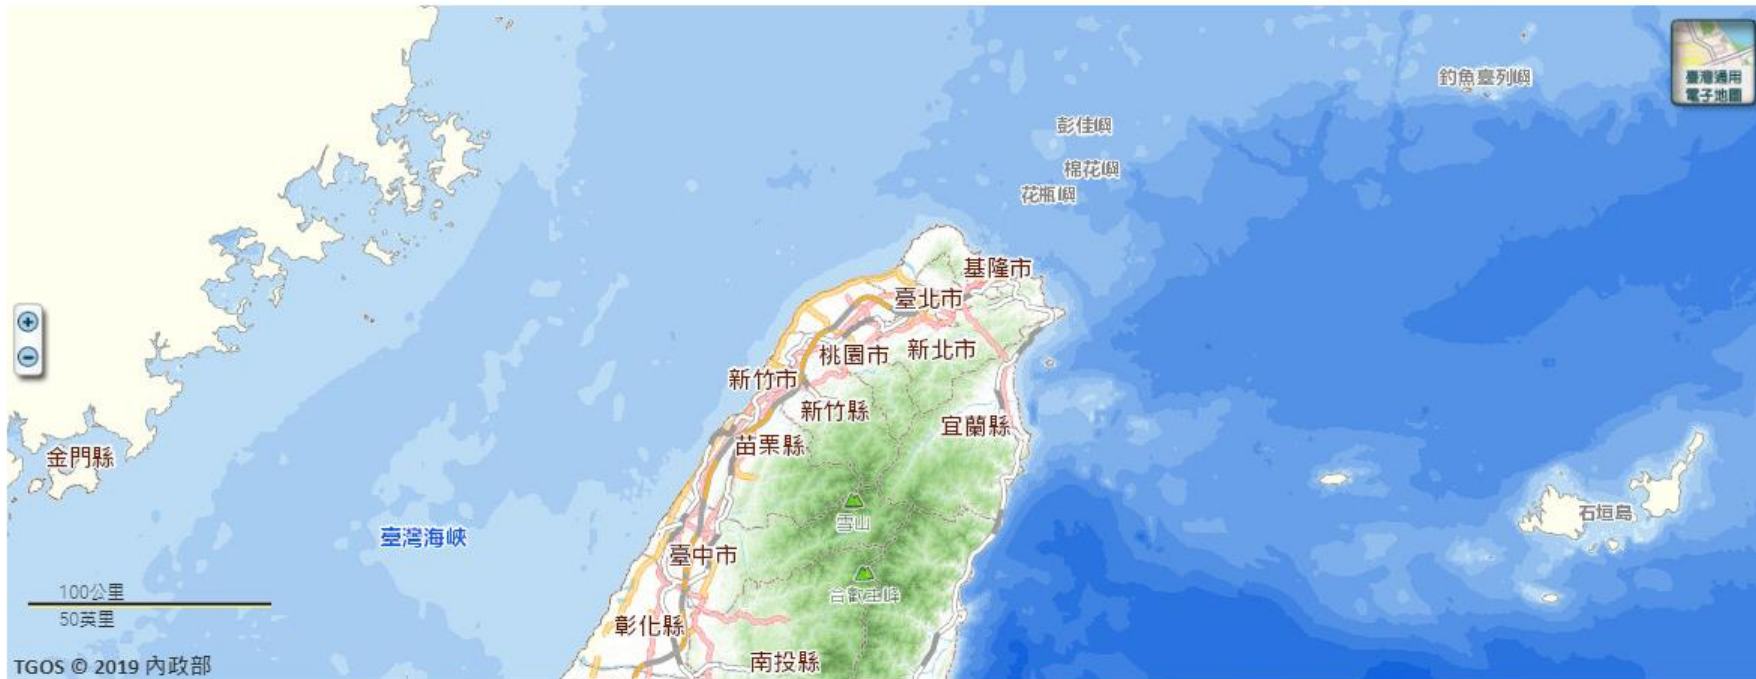 釣魚臺列嶼
臺灣通用
電子地圖
彭佳嶼
棉花嶼
花瓶嶼
基隆市
臺北市
新北市
桃園市
新竹市
新竹縣
宜蘭縣
苗栗縣
金門縣
雪山
石垣島
臺灣海峽
臺中市
合歡主峰
100公里
50英里
彰化縣
南投縣
TGOS © 2019 內政部